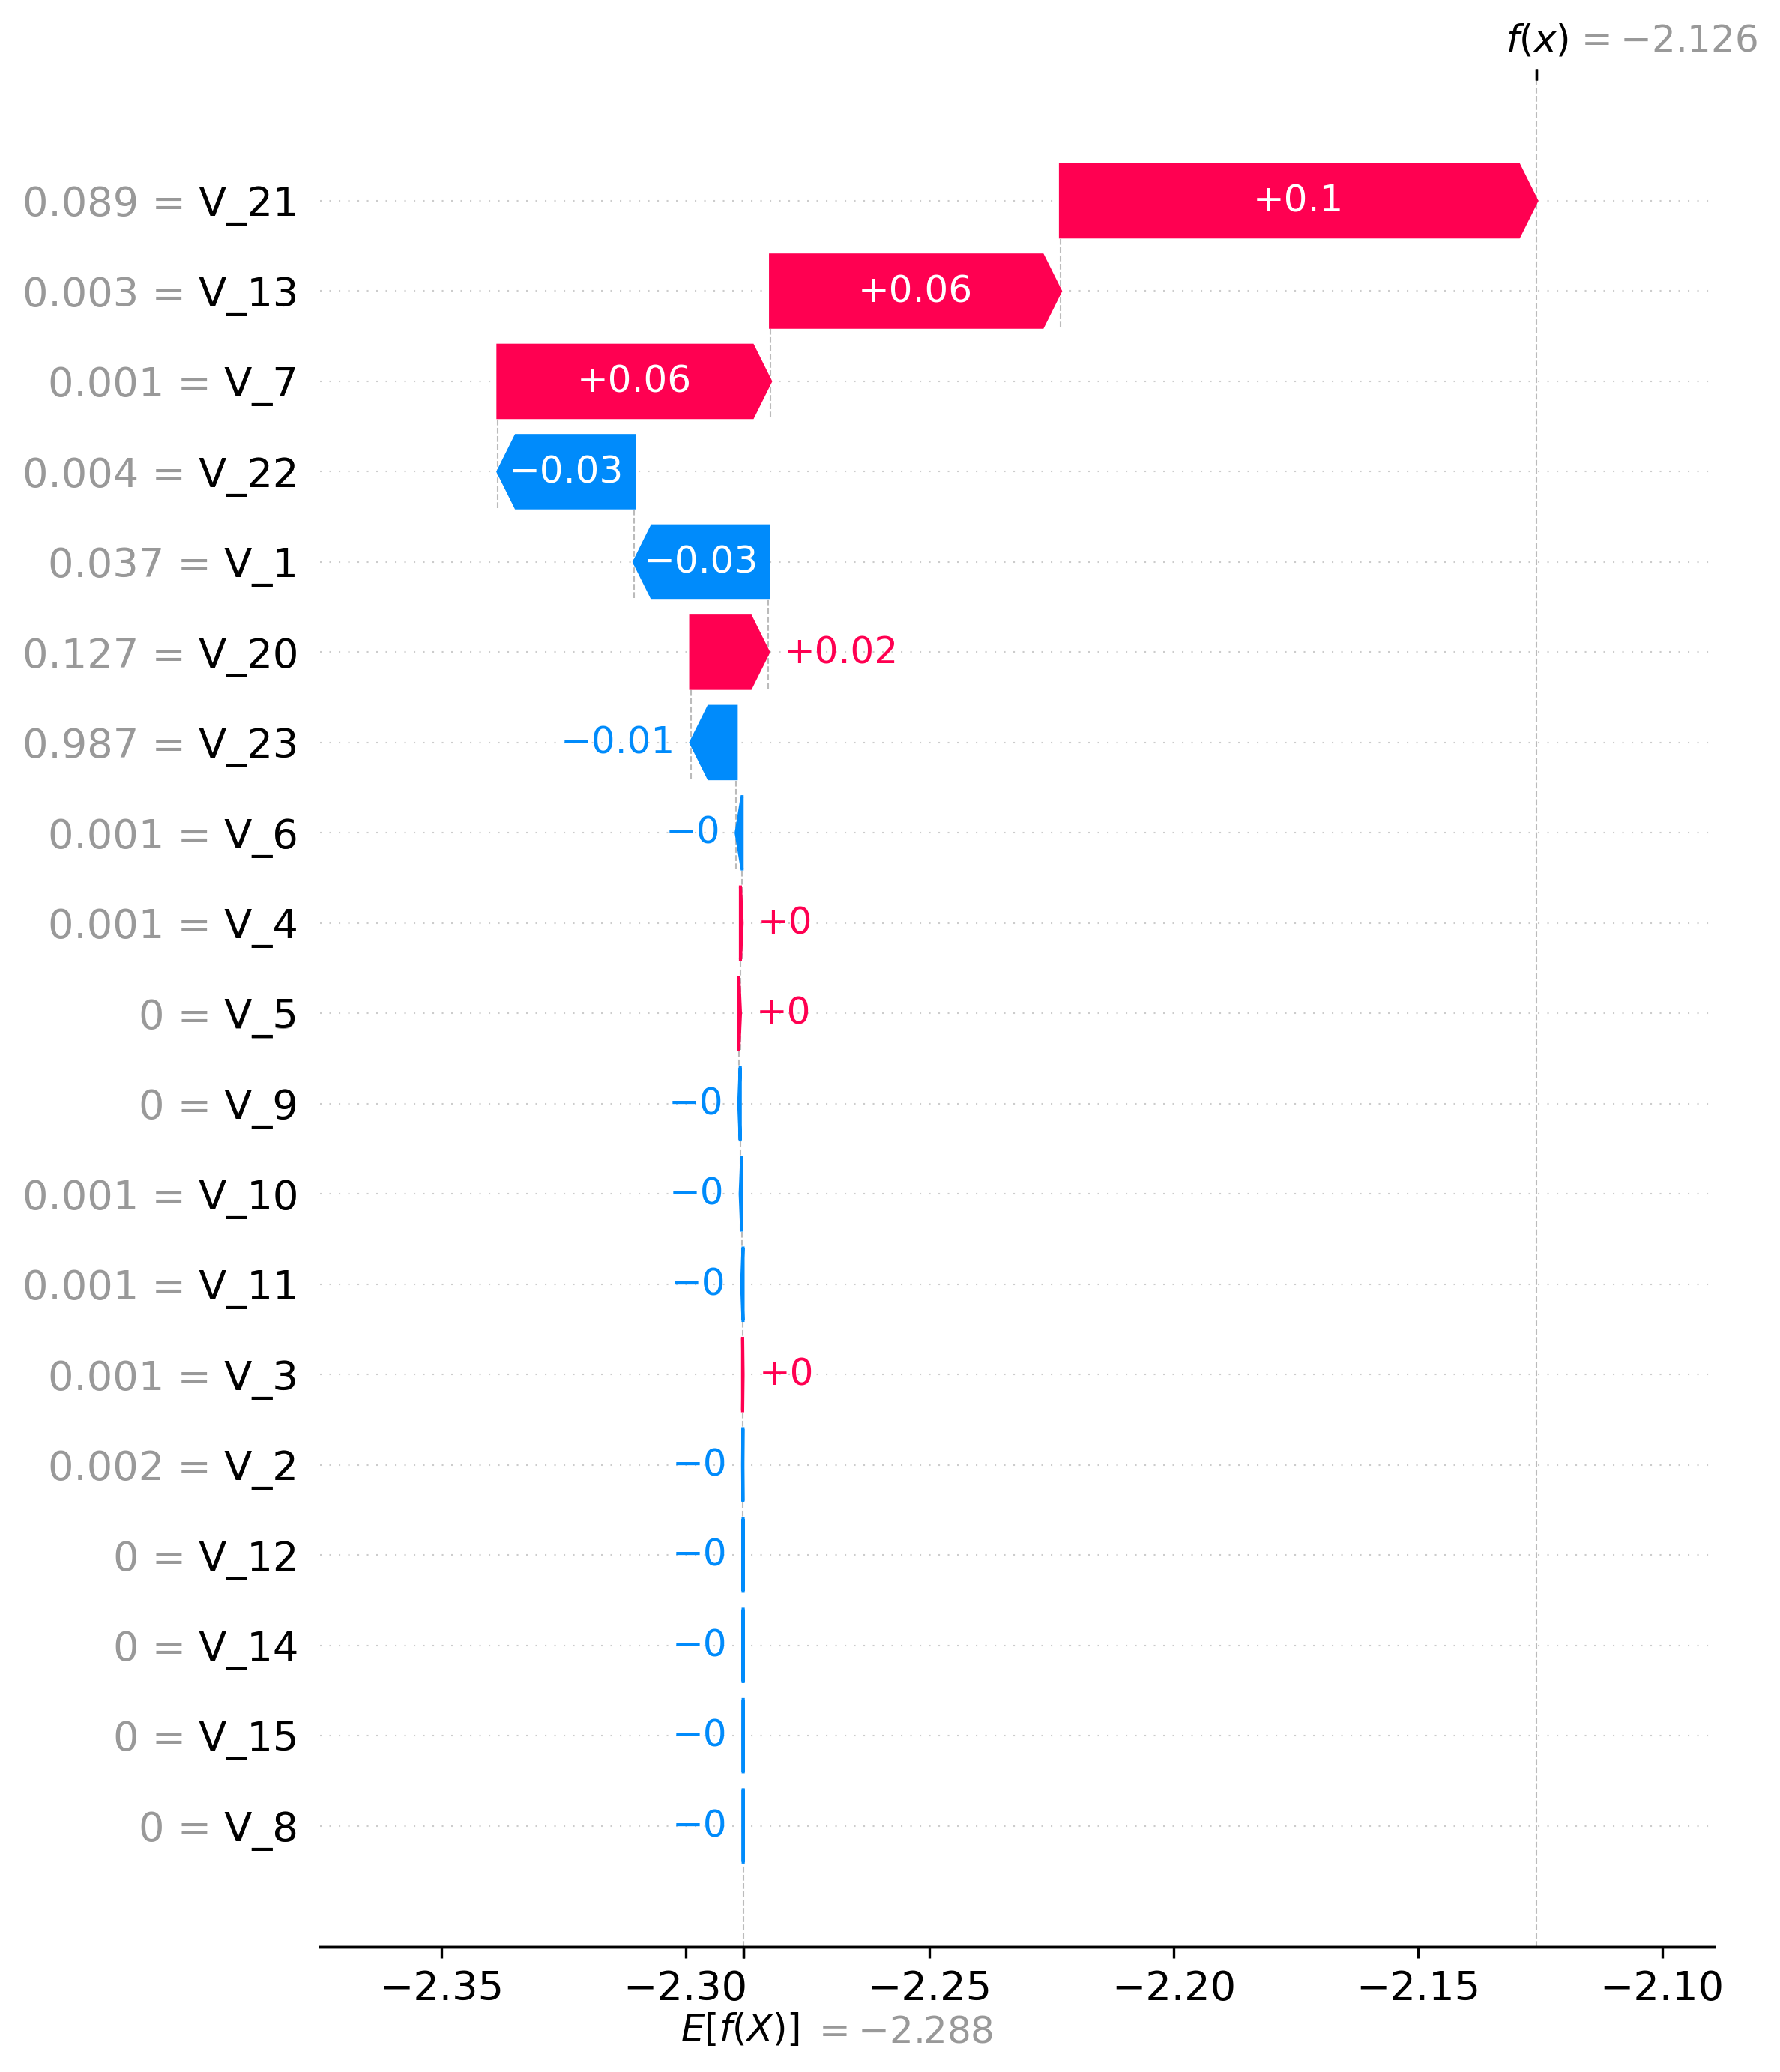 f(x) = −2.126
0.089 = V_21
+0.1
0.003 = V_13
+0.06
0.001 = V_7
+0.06
0.004 = V_22
−0.03
0.037 = V_1
−0.03
0.127 = V_20
+0.02
0.987 = V_23
−0.01
0.001 = V_6
−0
0.001 = V_4
+0
0 = V_5
+0
0 = V_9
−0
0.001 = V_10
−0
0.001 = V_11
−0
0.001 = V_3
+0
0.002 = V_2
−0
0 = V_12
−0
0 = V_14
−0
0 = V_15
−0
0 = V_8
−0
−2.35 −2.30 −2.25 −2.20 −2.15 −2.10
E[f(X)] = −2.288